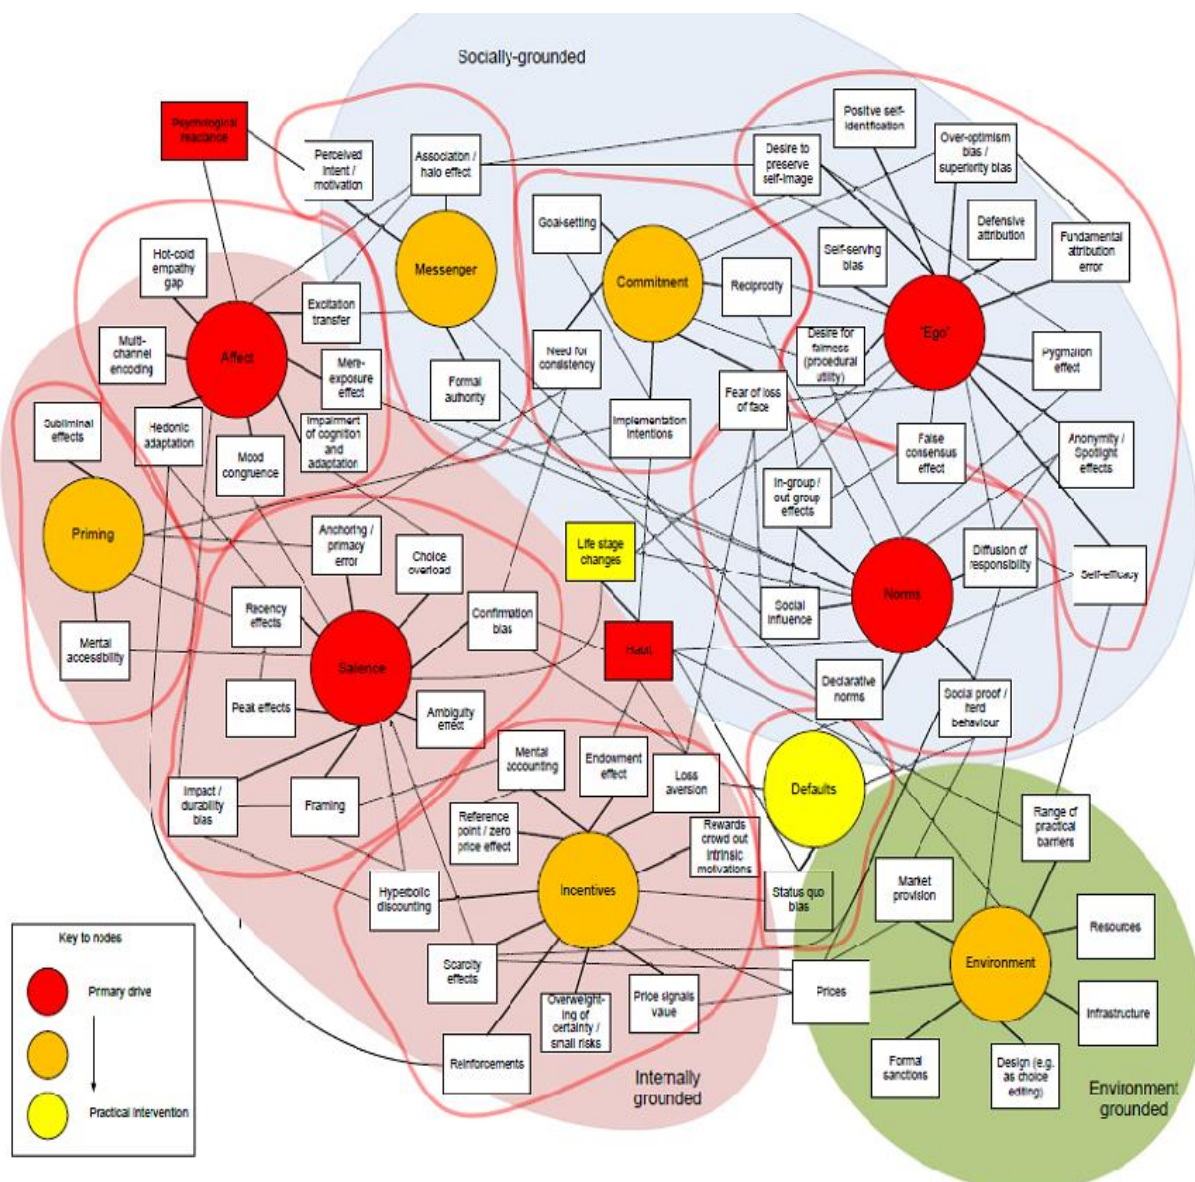 Socially-grounded
Psychological
reactance
Perceived
intent /
motivation
Association /
halo effect
Positive self-
identification
Desire to
preserve
self-image
Over-optimism
bias /
superiority bias
Goal-setting
Defensive
attribution
Fundamental
attribution
error
Hot-cold
empathy
gap
Messenger
Commitment
Reciprocity
Self-serving
bias
Excitation
transfer
Multi-
channel
encoding
Affect
Mere-
exposure
effect
Formal
authority
Need for
consistency
Desire for
fairness
(procedural
utility)
"Ego"
Pygmalion
effect
Subliminal
effects
Hedonic
adaptation
Mood
congruence
Impairment
of cognition
and
adaptation
Implementation
intentions
Fear of loss
of face
False
consensus
effect
Anonymity /
Spotlight
effects
Priming
Anchoring /
primacy
error
Choice
overload
Life stage
changes
In-group /
out group
effects
Diffusion of
responsibility
Self-efficacy
Norms
Mental
accessibility
Recency
effects
Confirmation
bias
Habit
Social
influence
Salience
Peak effects
Ambiguity
effect
Declarative
norms
Social proof /
herd
behaviour
Impact /
durability
bias
Framing
Mental
accounting
Endowment
effect
Loss
aversion
Defaults
Reference
point / zero
price effect
Rewards
crowd out
intrinsic
motivations
Range of
practical
barriers
Hyperbolic
discounting
Incentives
Status quo
bias
Market
provision
Resources
Scarcity
effects
Overweight-
ing of
certainty /
small risks
Price signals
value
Prices
Environment
Infrastructure
Reinforcements
Formal
sanctions
Design (e.g.
as choice
editing)
Internally
grounded
Environment
grounded
Key to nodes
Primary drive
Practical intervention